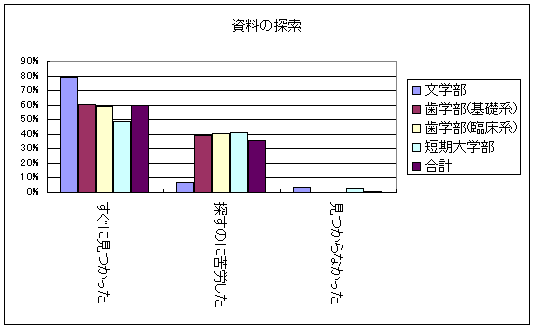 資料の探索
90%
80%
70%
60%
50%
40%
30%
20%
10%
0%
すぐに見つかった
探すのに苦労した
見つからなかった
文学部
歯学部(基礎系)
歯学部(臨床系)
短期大学部
合計